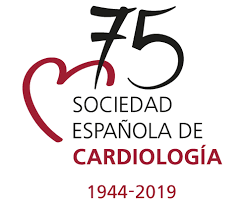 75
SOCIEDAD
ESPAÑOLA DE
CARDIOLOGÍA
1944-2019